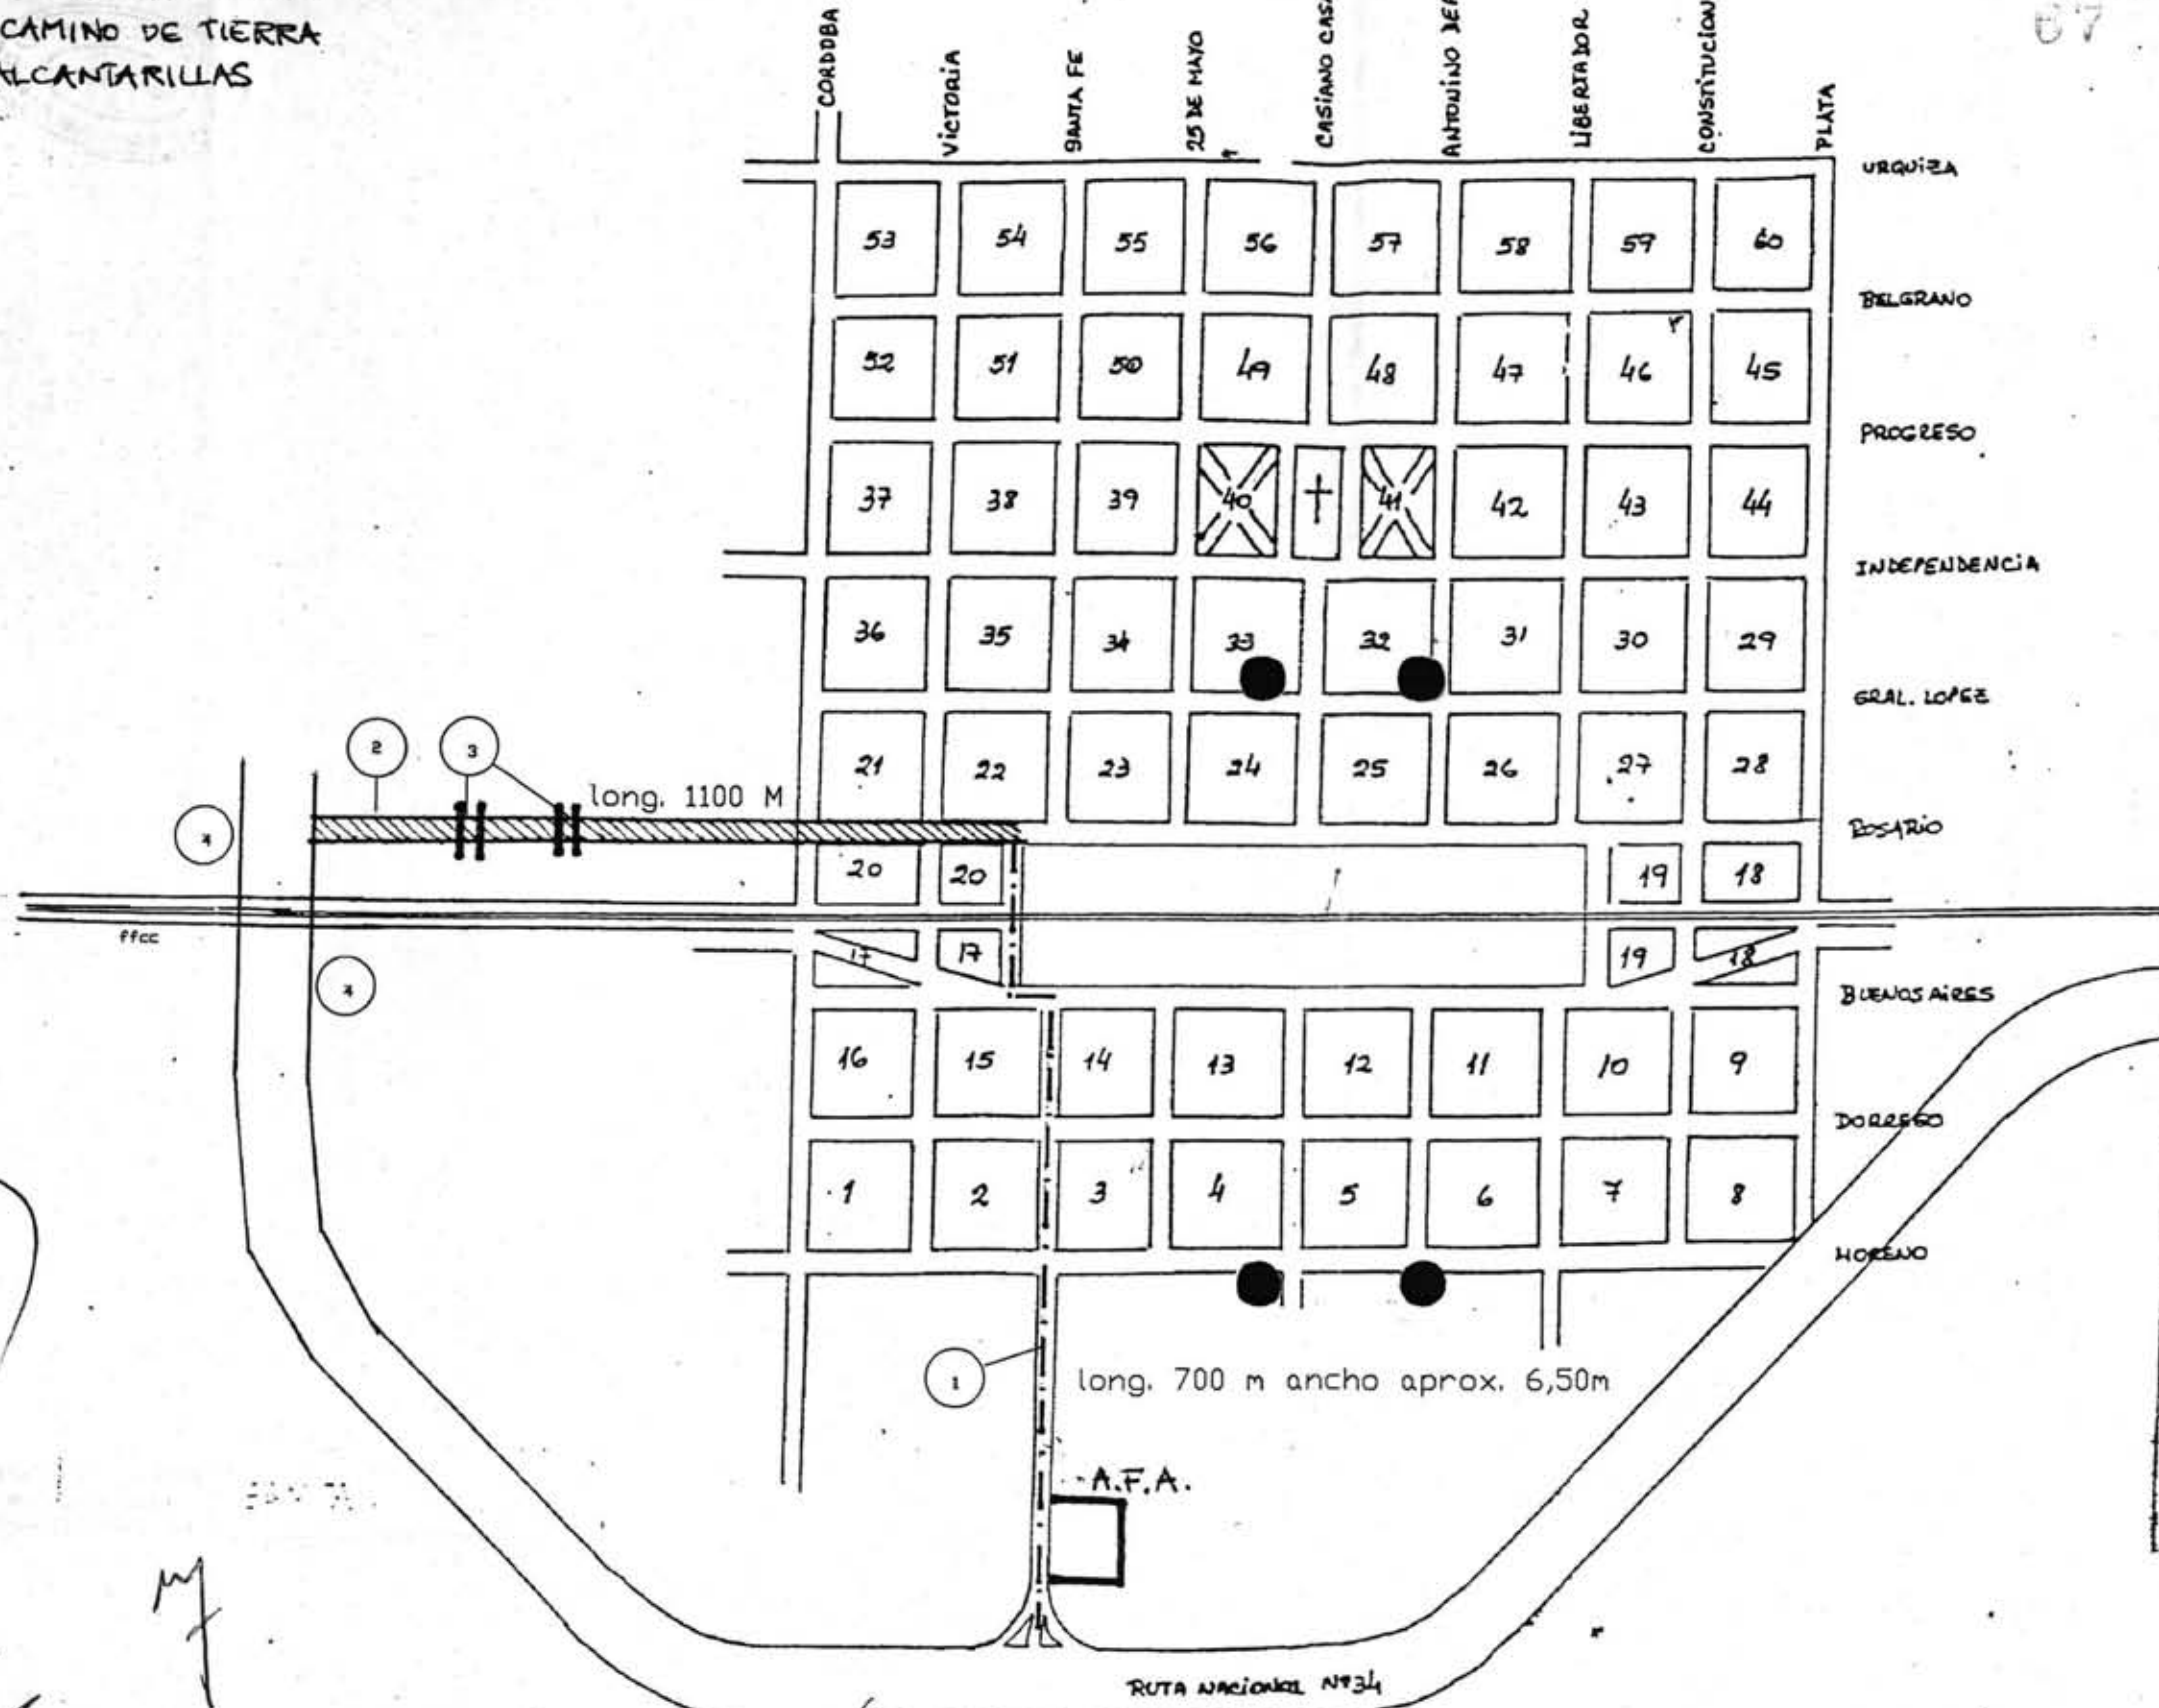 CAMINO DE TIERRA
ALCANTARILLAS
67
CORDOBA
VICTORIA
SANTA FE
25 DE MAYO
CASIANO
ANTONINO
LIBERTADOR
CONSTITUCION
PLATA
URQUIZA
53 54 55 56 57 58 59 60
BELGRANO
52 51 50 49 48 47 46 45
PROGRESO
37 38 39 40 41 42 43 44
INDEPENDENCIA
36 35 34 33 32 31 30 29
GRAL. LOPEZ
2 3
21 22 23 24 25 26 27 28
long. 1100 M
ROSARIO
4
20 20 19 18
ffcc
17 17 19 18
4
BUENOS AIRES
16 15 14 13 12 11 10 9
DORREGO
1 2 3 4 5 6 7 8
MORENO
1
long. 700 m ancho aprox. 6,50m
A.F.A.
RUTA NACIONAL Nº34